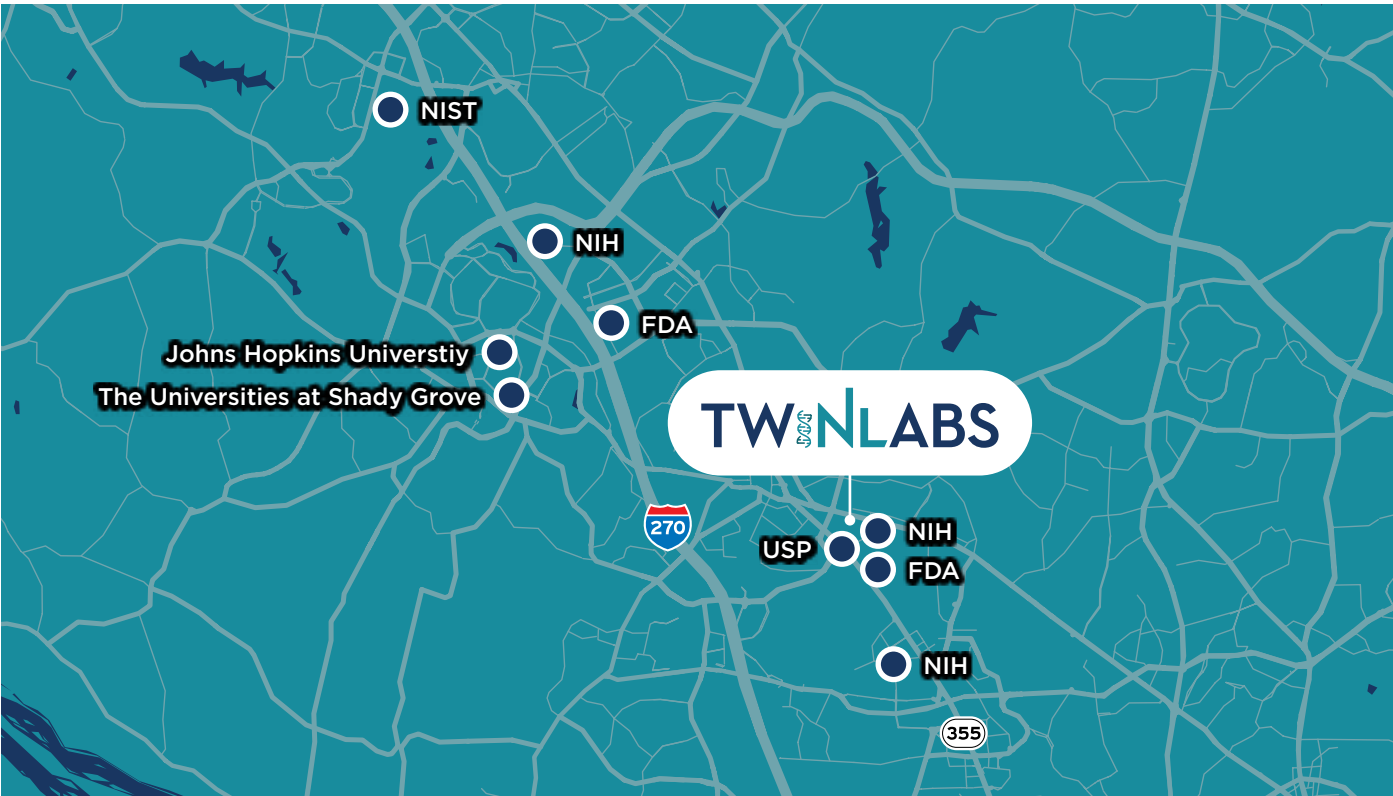 NIST
NIH
FDA
Johns Hopkins Universtiy
The Universities at Shady Grove
TWINLABS
270
NIH
USP
FDA
NIH
355